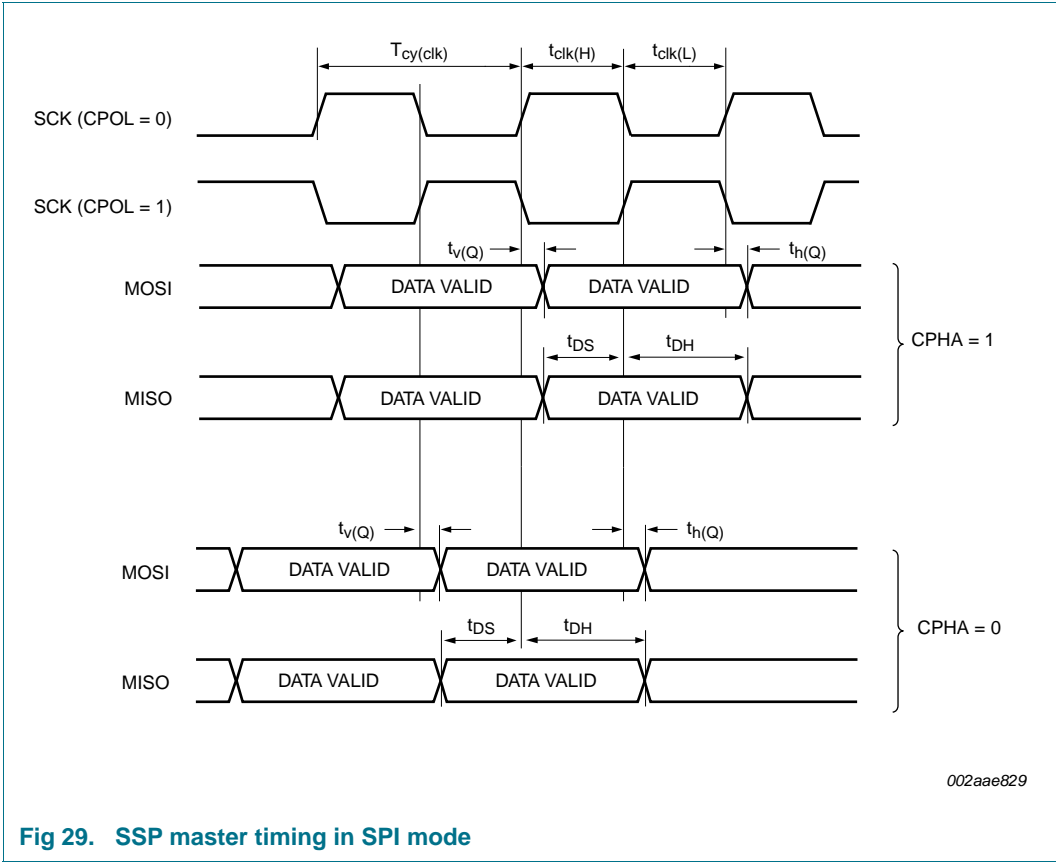 Tcy(clk) tclk(H) tclk(L)
SCK (CPOL = 0)
SCK (CPOL = 1)
tv(Q) th(Q)
MOSI DATA VALID DATA VALID
tDS tDH
CPHA = 1
MISO DATA VALID DATA VALID
tv(Q) th(Q)
MOSI DATA VALID DATA VALID
tDS tDH
CPHA = 0
MISO DATA VALID DATA VALID
002aae829
Fig 29. SSP master timing in SPI mode